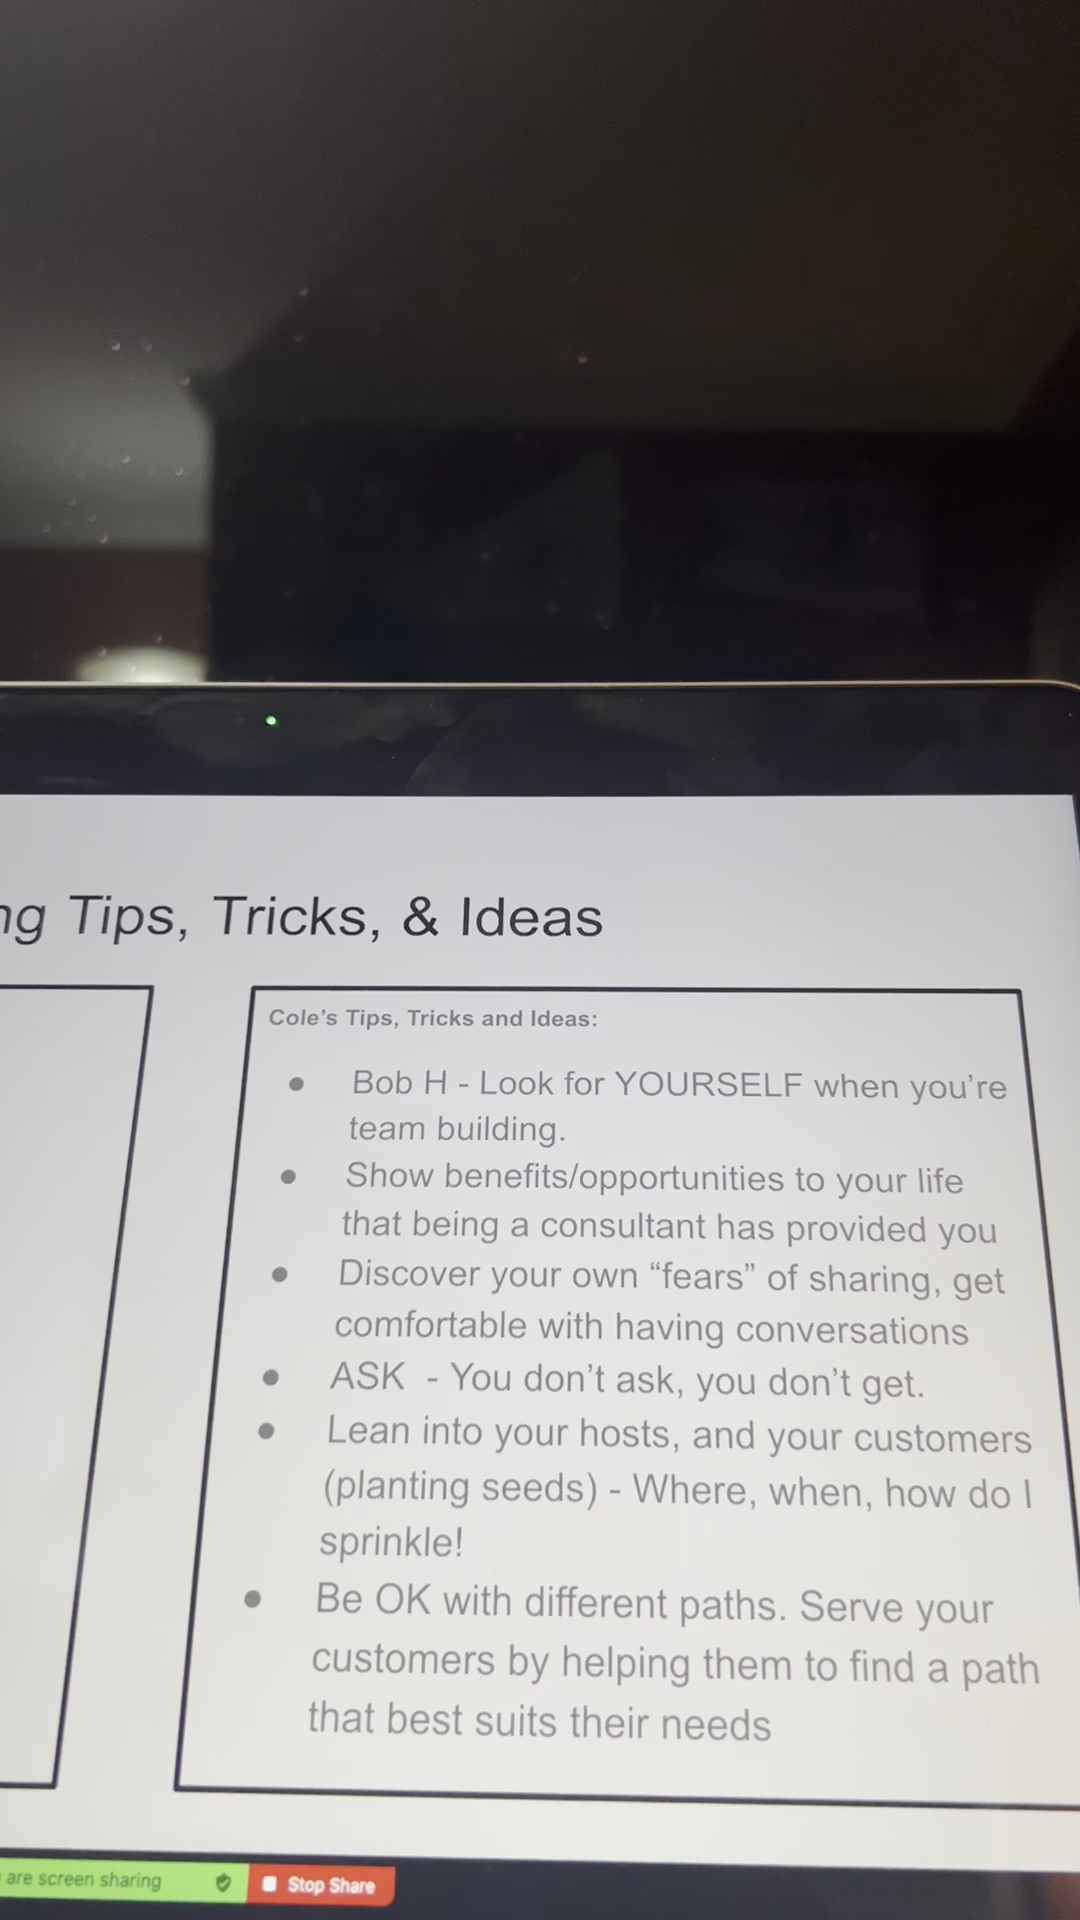 ng Tips, Tricks, & Ideas
Cole's Tips, Tricks and Ideas:
● Bob H - Look for YOURSELF when you're
team building.
● Show benefits/opportunities to your life
that being a consultant has provided you
● Discover your own “fears” of sharing, get
comfortable with having conversations
● ASK - You don't ask, you don't get.
● Lean into your hosts, and your customers
(planting seeds) - Where, when, how do I
sprinkle!
● Be OK with different paths. Serve your
customers by helping them to find a path
that best suits their needs
are screen sharing
Stop Share